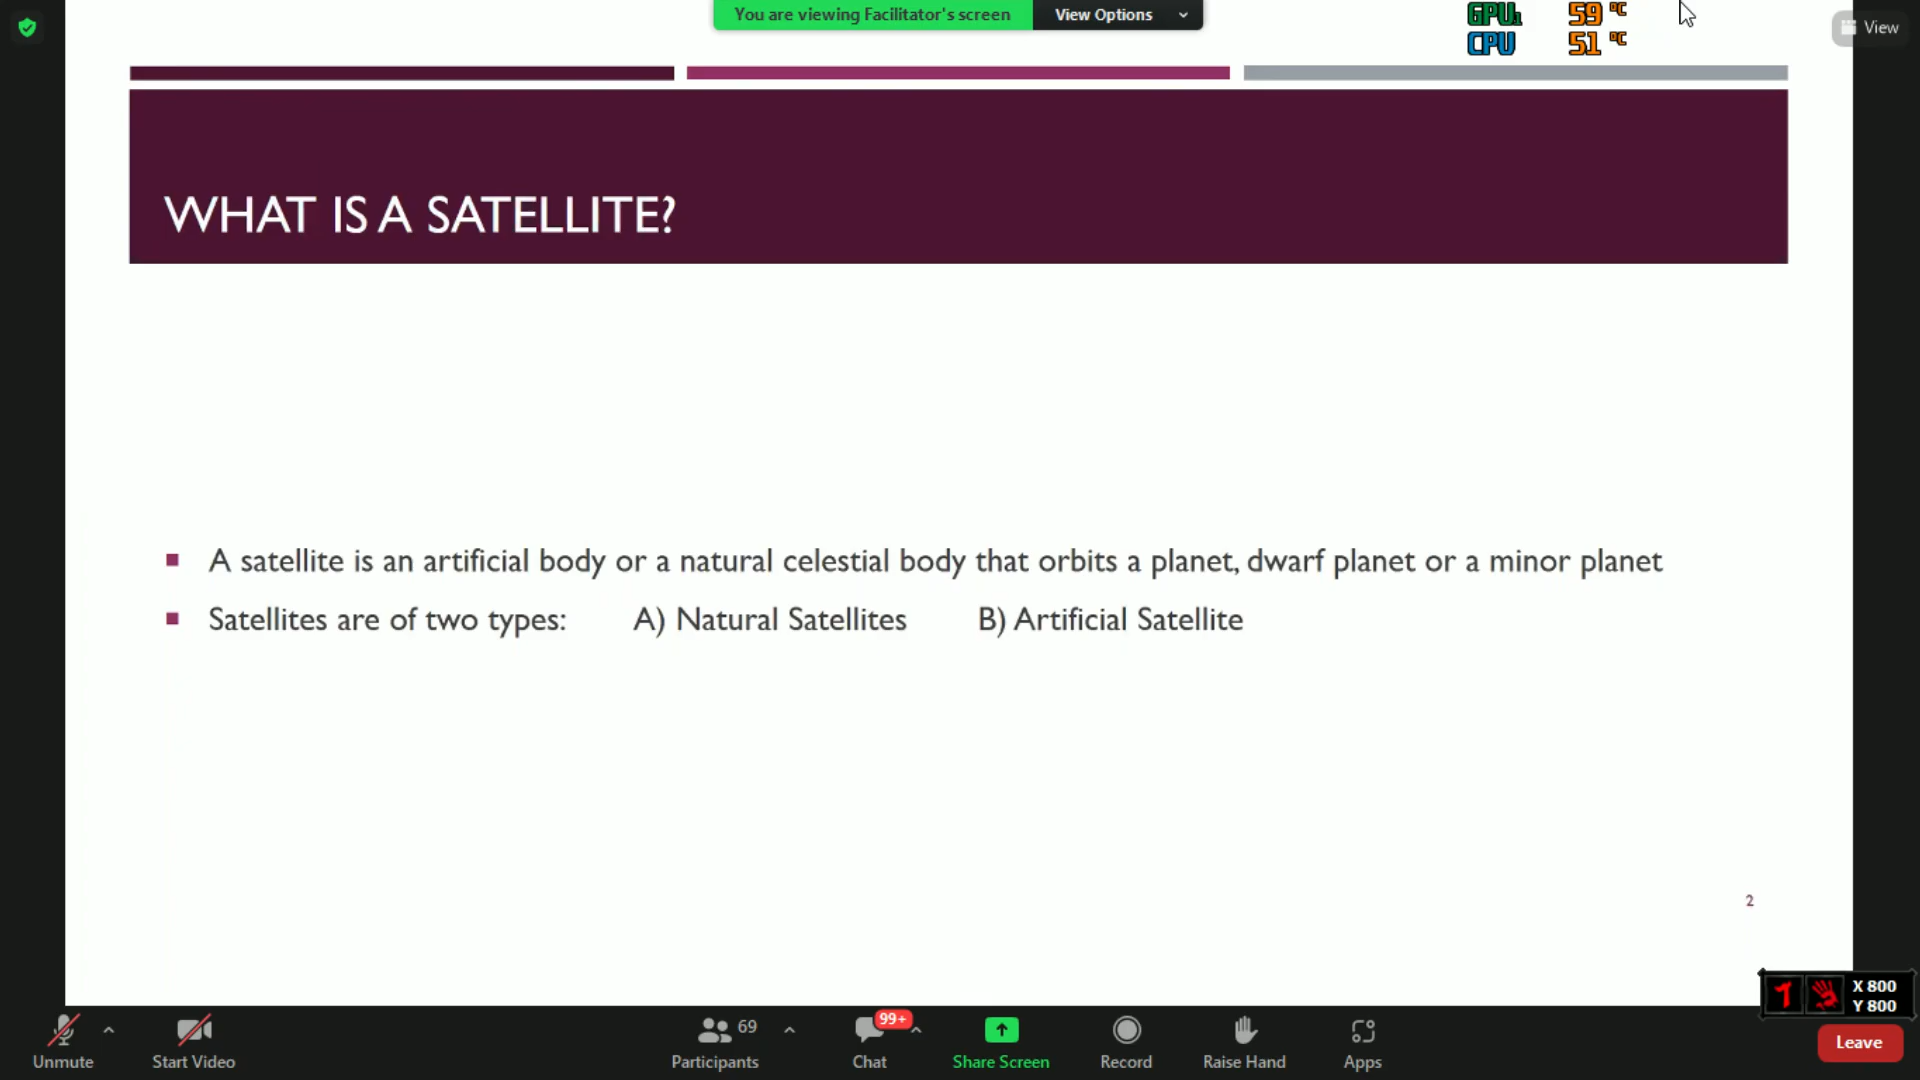 You are viewing Facilitator's screen View Options
GPU1 59 °C
CPU 51 °C
View
WHAT IS A SATELLITE?
A satellite is an artificial body or a natural celestial body that orbits a planet, dwarf planet or a minor planet
Satellites are of two types: A) Natural Satellites B) Artificial Satellite
2
X 800
Y 800
Unmute Start Video Participants 69 Chat 99+ Share Screen Record Raise Hand Apps Leave